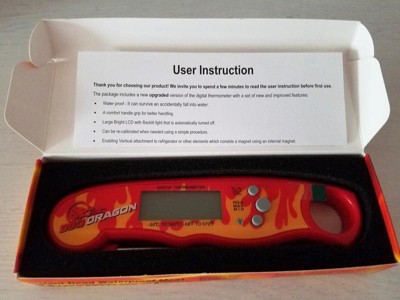 User Instruction
Thank you for choosing our product! We invite you to spend a few minutes to read the user instruction before first use.
The package includes a new upgraded version of the digital thermometer with a set of new and improved features:
• Water proof - It can survive an accidentally fall into water.
• A comfort handle grip for better handling.
• Large Bright LCD with Backlit light that is automatically turned off.
• Can be re-calibrated when needed using a simple procedure.
• Enabling Vertical attachment to refrigerator or other elements which consists a magnet using an internal magnet.
BBQ DRAGON